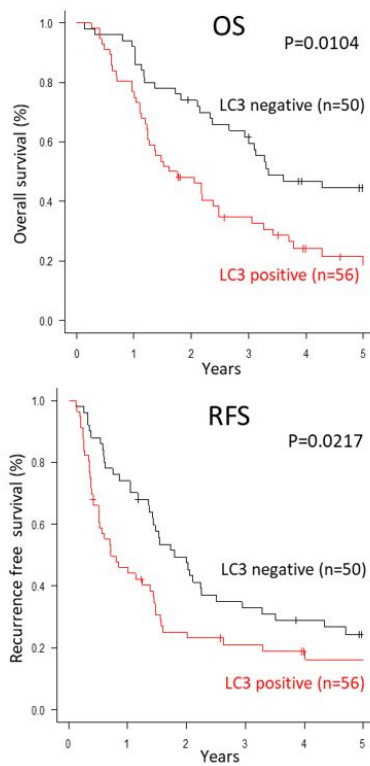 OS
P=0.0104
1.0
LC3 negative (n=50)
0.8
0.6
0.4
0.2
LC3 positive (n=56)
0.0
Overall survival (%)
0 1 2 3 4 5
Years
RFS
P=0.0217
1.0
0.8
0.6
LC3 negative (n=50)
0.4
0.2
LC3 positive (n=56)
0.0
Recurrence free survival (%)
0 1 2 3 4 5
Years